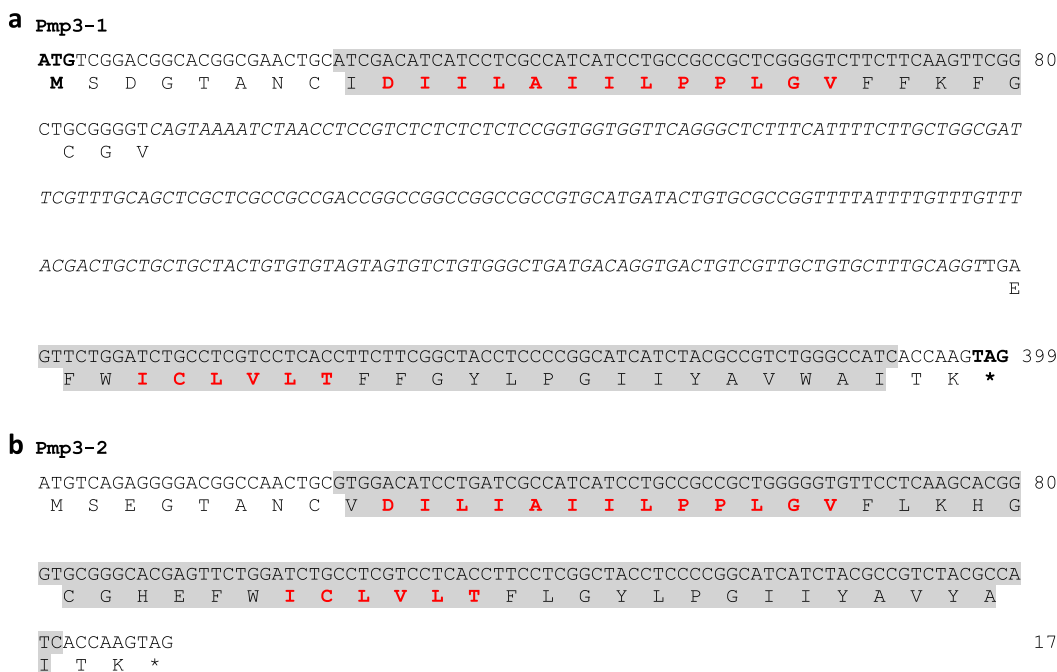 a Pmp3-1
ATGTCGGACGGCACGGCGAACTGCATCGACATCATCCTCGCCATCATCCTGCCGCCGCTCGGGGTCTTCTTCAAGTTCGG 80
M S D G T A N C I D I I L A I I L P P L G V F F K F G
CTGCGGGGTCAGTAAAATCTAACCTCCGTCTCTCTCTCTCCGGTGGTGGTTCAGGGCTCTTTCATTTTCTTGCTGGCGAT
C G V
TCGTTTGCAGCTCGCTCGCCGCCGACCGGCCGGCCGGCCGCCGTGCATGATACTGTGCGCCGGTTTTATTTTGTTTGTTT
ACGACTGCTGCTGCTACTGTGTGTAGTAGTGTCTGTGGGCTGATGACAGGTGACTGTCGTTGCTGTGCTTTGCAGGTTGA
E
GTTCTGGATCTGCCTCGTCCTCACCTTCTTCGGCTACCTCCCCGGCATCATCTACGCCGTCTGGGCCATCACCAAGTAG 399
F W I C L V L T F F G Y L P G I I Y A V W A I T K *
b Pmp3-2
ATGTCAGAGGGGACGGCCAACTGCGTGGACATCCTGATCGCCATCATCCTGCCGCCGCTGGGGGTGTTCCTCAAGCACGG 80
M S E G T A N C V D I L I A I I L P P L G V F L K H G
GTGCGGGCACGAGTTCTGGATCTGCCTCGTCCTCACCTTCCTCGGCTACCTCCCCGGCATCATCTACGCCGTCTACGCCA
C G H E F W I C L V L T F L G Y L P G I I Y A V Y A
TCACCAAGTAG 17
I T K *